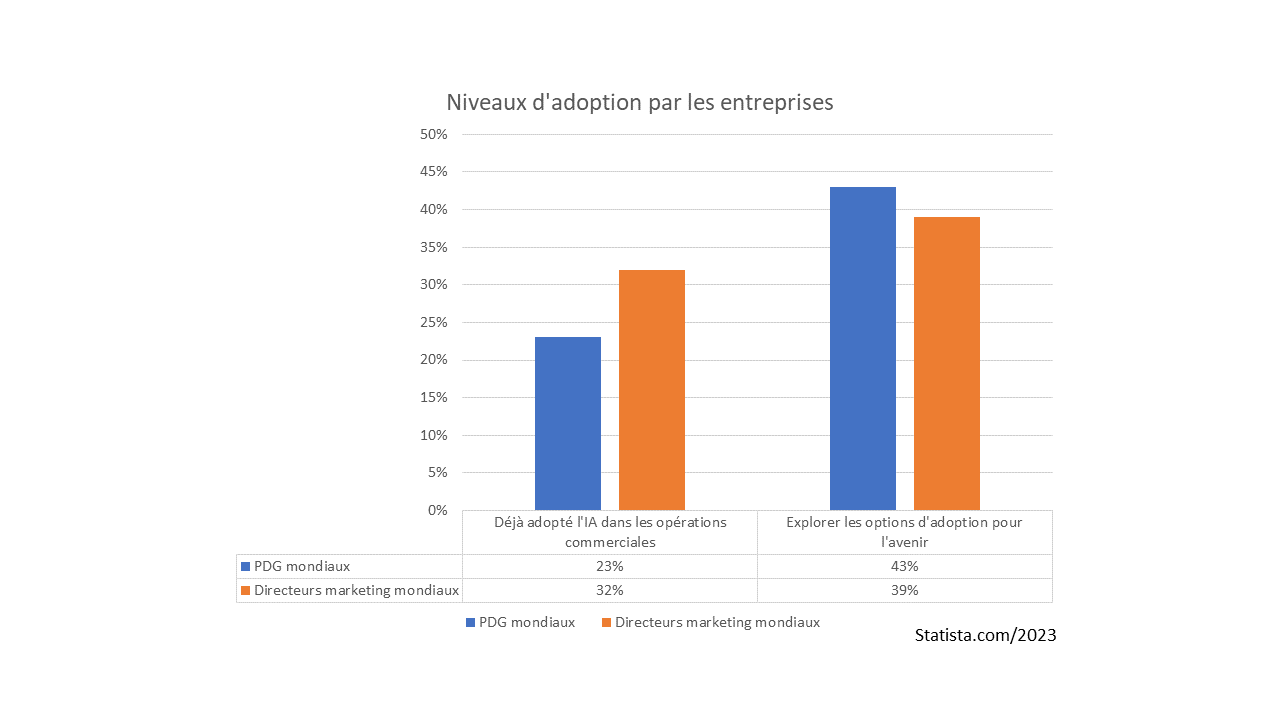 Niveaux d'adoption par les entreprises
50%
45%
40%
35%
30%
25%
20%
15%
10%
5%
0%
Déjà adopté l'IA dans les opérations
commerciales
Explorer les options d'adoption pour
l'avenir
PDG mondiaux 23% 43%
Directeurs marketing mondiaux 32% 39%
PDG mondiaux Directeurs marketing mondiaux
Statista.com/2023